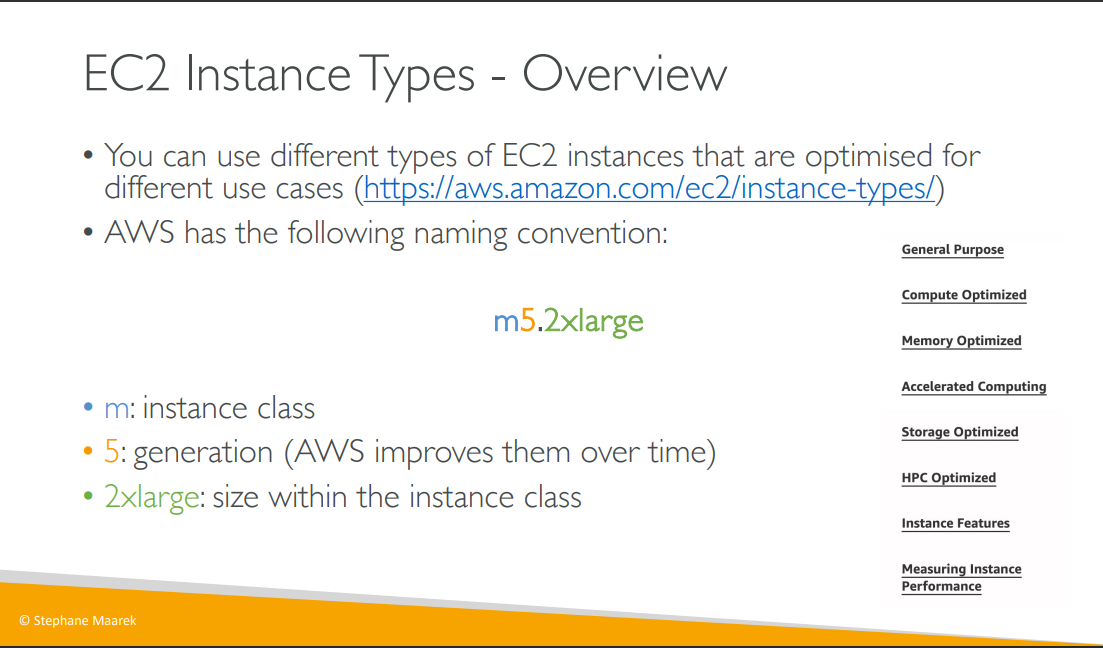 EC2 Instance Types - Overview
• You can use different types of EC2 instances that are optimised for
different use cases (https://aws.amazon.com/ec2/instance-types/)
• AWS has the following naming convention:
m5.2xlarge
• m: instance class
• 5: generation (AWS improves them over time)
• 2xlarge: size within the instance class
General Purpose
Compute Optimized
Memory Optimized
Accelerated Computing
Storage Optimized
HPC Optimized
Instance Features
Measuring Instance
Performance
© Stephane Maarek